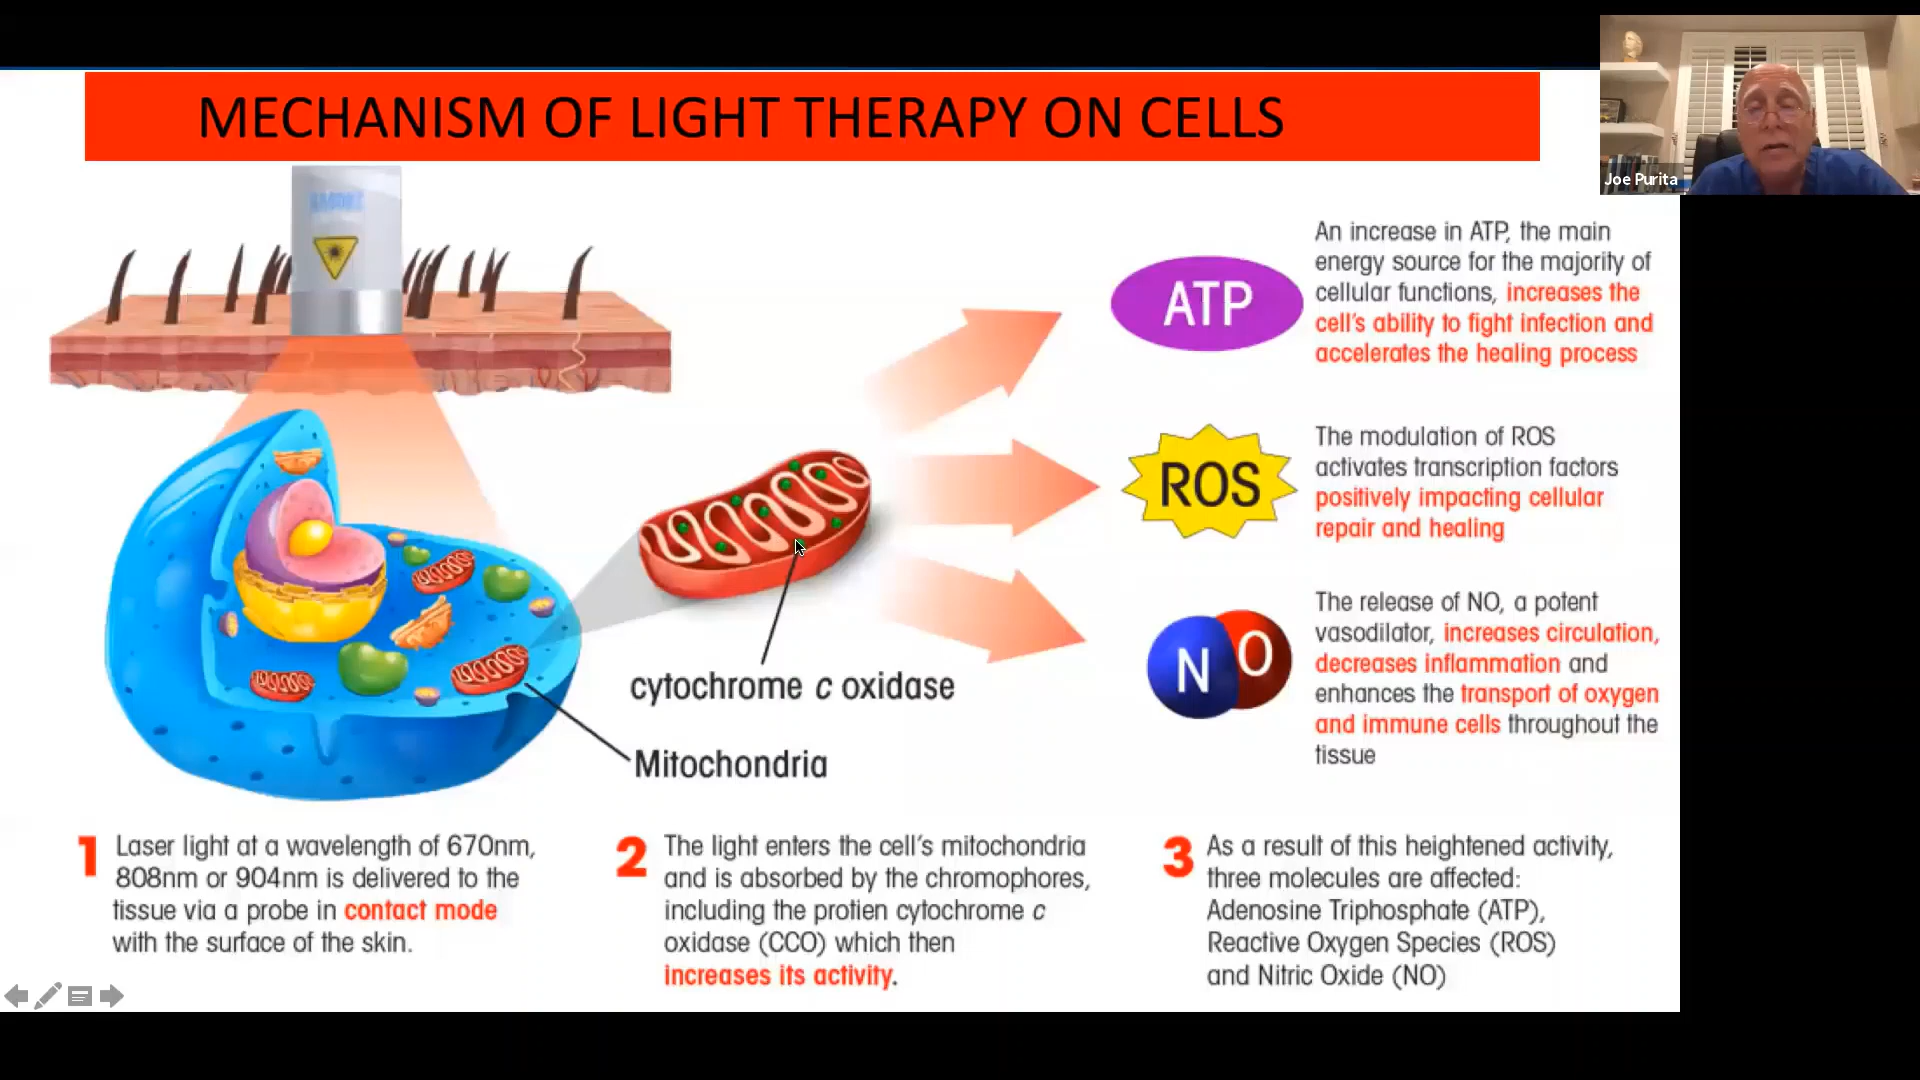 MECHANISM OF LIGHT THERAPY ON CELLS
Joe Purita
An increase in ATP, the main
energy source for the majority of
cellular functions, increases the
cell's ability to fight infection and
accelerates the healing process
ATP
The modulation of ROS
activates transcription factors
positively impacting cellular
repair and healing
ROS
The release of NO, a potent
vasodilator, increases circulation,
decreases inflammation and
enhances the transport of oxygen
and immune cells throughout the
tissue
N O
cytochrome c oxidase
Mitochondria
1 Laser light at a wavelength of 670nm,
808nm or 904nm is delivered to the
tissue via a probe in contact mode
with the surface of the skin.
2 The light enters the cell's mitochondria
and is absorbed by the chromophores,
including the protien cytochrome c
oxidase (CCO) which then
increases its activity.
3 As a result of this heightened activity,
three molecules are affected:
Adenosine Triphosphate (ATP),
Reactive Oxygen Species (ROS)
and Nitric Oxide (NO)